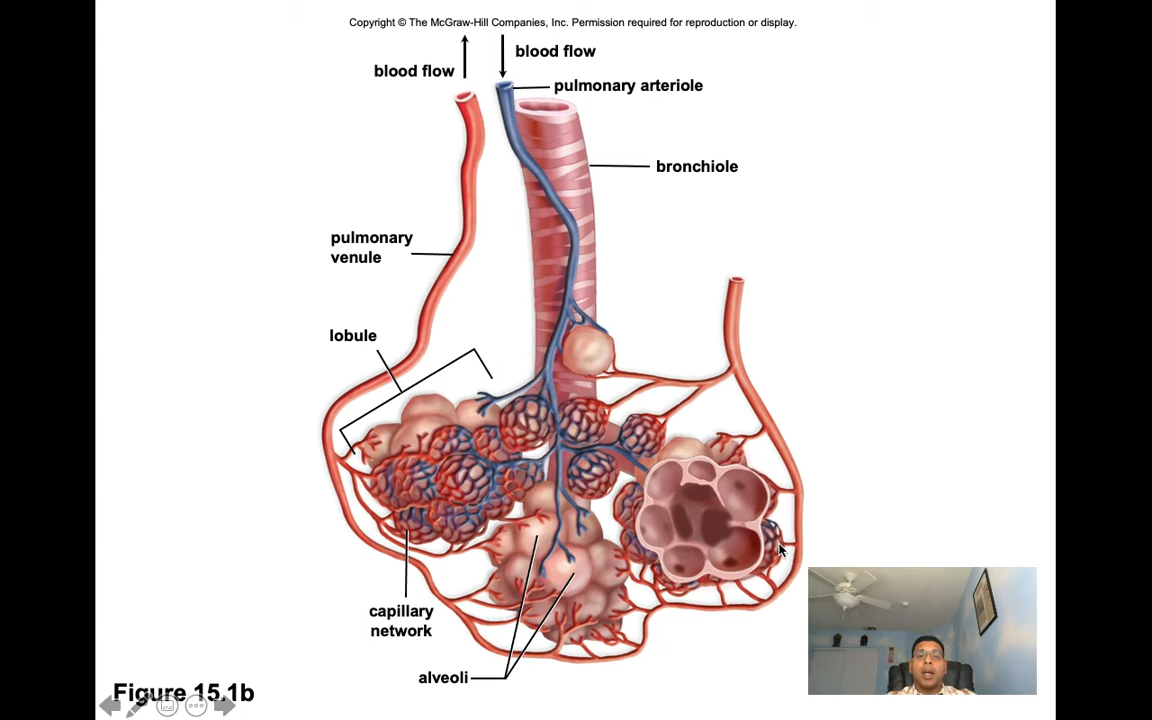 Copyright © The McGraw-Hill Companies, Inc. Permission required for reproduction or display.
blood flow
blood flow
pulmonary arteriole
bronchiole
pulmonary
venule
lobule
capillary
network
alveoli
Figure 15.1b